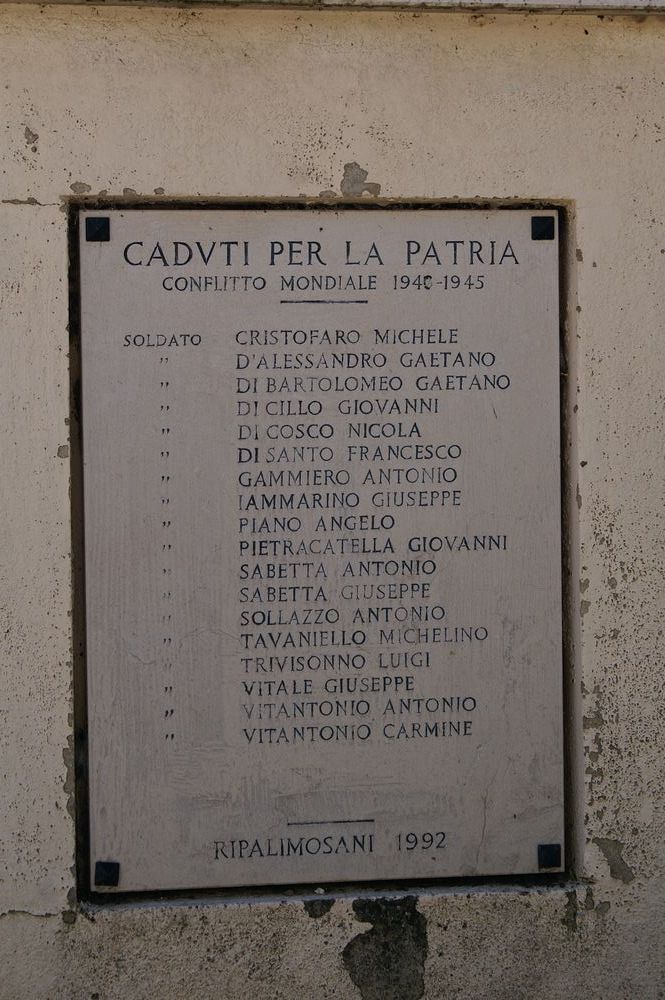 CADVTI PER LA PATRIA
CONFLITTO MONDIALE 1940-1945
SOLDATO CRISTOFARO MICHELE
" D'ALESSANDRO GAETANO
" DI BARTOLOMEO GAETANO
" DI CILLO GIOVANNI
" DI COSCO NICOLA
" DI SANTO FRANCESCO
" GAMMIERO ANTONIO
" IAMMARINO GIUSEPPE
" PIANO ANGELO
" PIETRACATELLA GIOVANNI
" SABETTA ANTONIO
" SABETTA GIUSEPPE
" SOLLAZZO ANTONIO
" TAVANIELLO MICHELINO
" TRIVISONNO LUIGI
" VITALE GIUSEPPE
" VITANTONIO ANTONIO
" VITANTONIO CARMINE
RIPALIMOSANI 1992